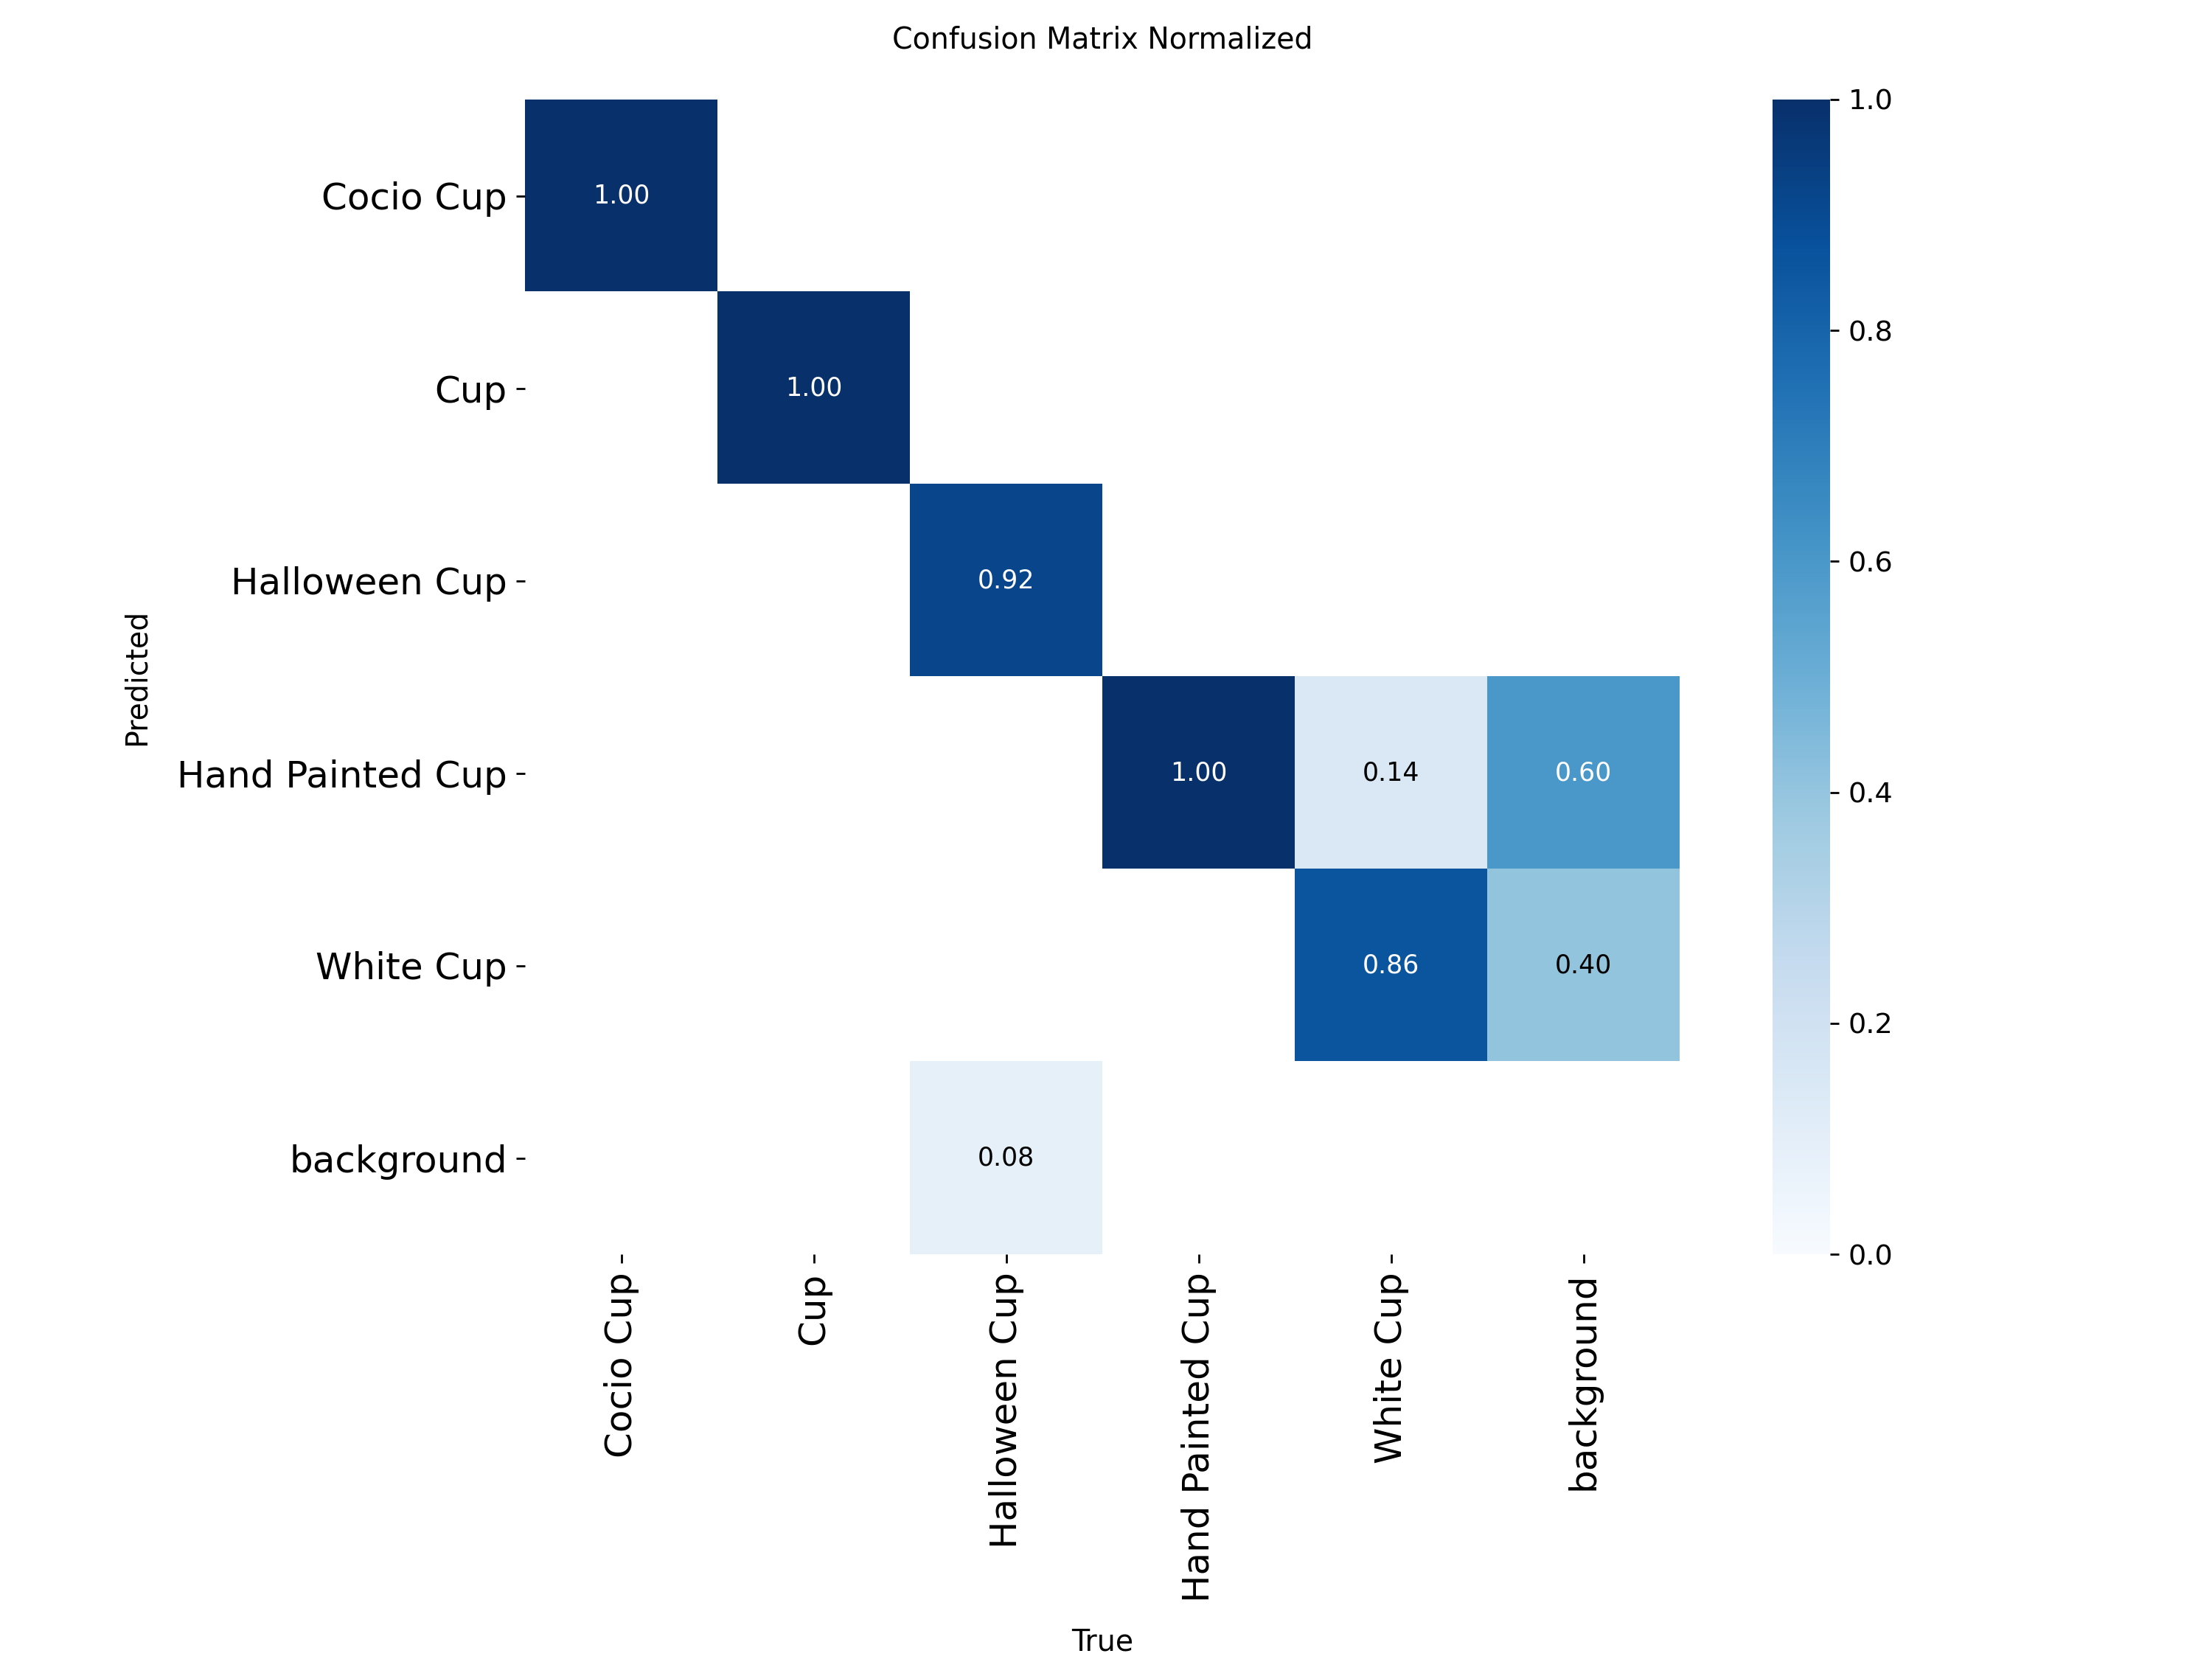 Confusion Matrix Normalized
Predicted
Cocio Cup
1.00
Cup
1.00
Halloween Cup
0.92
Hand Painted Cup
1.00 0.14 0.60
White Cup
0.86 0.40
background
0.08
Cocio Cup
Cup
Halloween Cup
Hand Painted Cup
White Cup
background
True
1.0
0.8
0.6
0.4
0.2
0.0